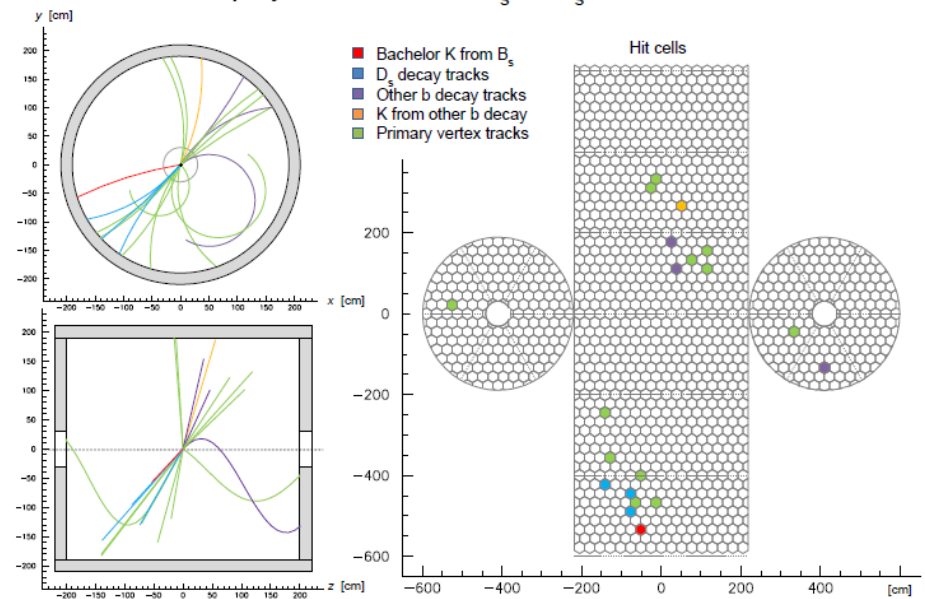 y [cm]
200
150
100
50
0
−50
−100
−150
−200
−200 −150 −100 −50 0 50 100 150 200 x [cm]
200
150
100
50
0
−50
−100
−150
−200
−200 −150 −100 −50 0 50 100 150 200 z [cm]
Bachelor K from Bs
Ds decay tracks
Other b decay tracks
K from other b decay
Primary vertex tracks
Hit cells
200
0
−200
−400
−600
−600 −400 −200 0 200 400 [cm]